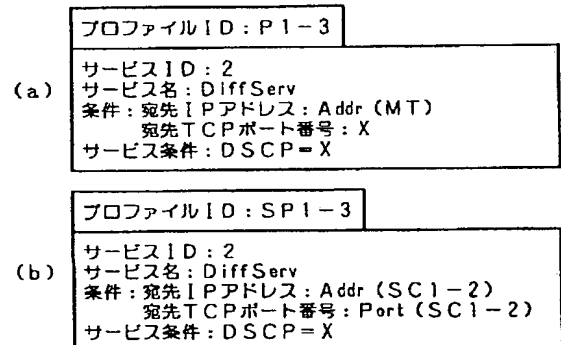 プロファイルID:P1-3
(a)
サービスID:2
サービス名:DiffServ
条件:宛先IPアドレス:Addr(MT)
宛先TCPポート番号:X
サービス条件:DSCP=X
プロファイルID:SP1-3
(b)
サービスID:2
サービス名:DiffServ
条件:宛先IPアドレス:Addr(SC1-2)
宛先TCPポート番号:Port(SC1-2)
サービス条件:DSCP=X